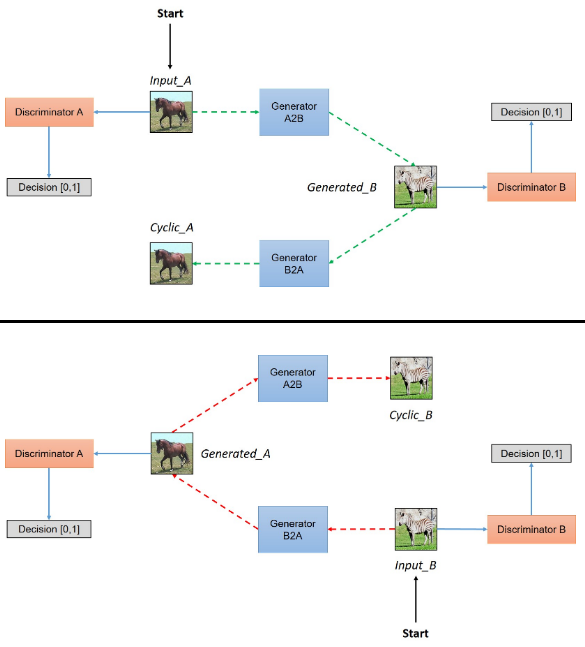 Start
Input_A
Discriminator A
Generator
A2B
Decision [0,1]
Decision [0,1]
Generated_B
Discriminator B
Cyclic_A
Generator
B2A
Generator
A2B
Cyclic_B
Discriminator A
Generated_A
Decision [0,1]
Decision [0,1]
Generator
B2A
Discriminator B
Input_B
Start